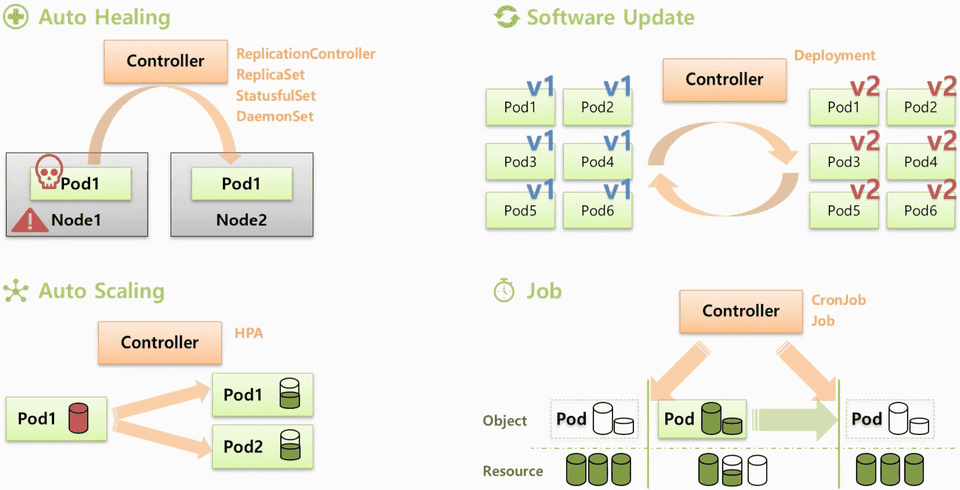 Auto Healing
Controller
ReplicationController
ReplicaSet
StatusfulSet
DaemonSet
Pod1
Node1
Pod1
Node2
Software Update
Controller
Deployment
v1
Pod1
v1
Pod2
v1
Pod3
v1
Pod4
v1
Pod5
v1
Pod6
v2
Pod1
v2
Pod2
v2
Pod3
v2
Pod4
v2
Pod5
v2
Pod6
Auto Scaling
Controller
HPA
Pod1
Pod1
Pod2
Job
Controller
CronJob
Job
Object
Pod
Pod
Pod
Resource